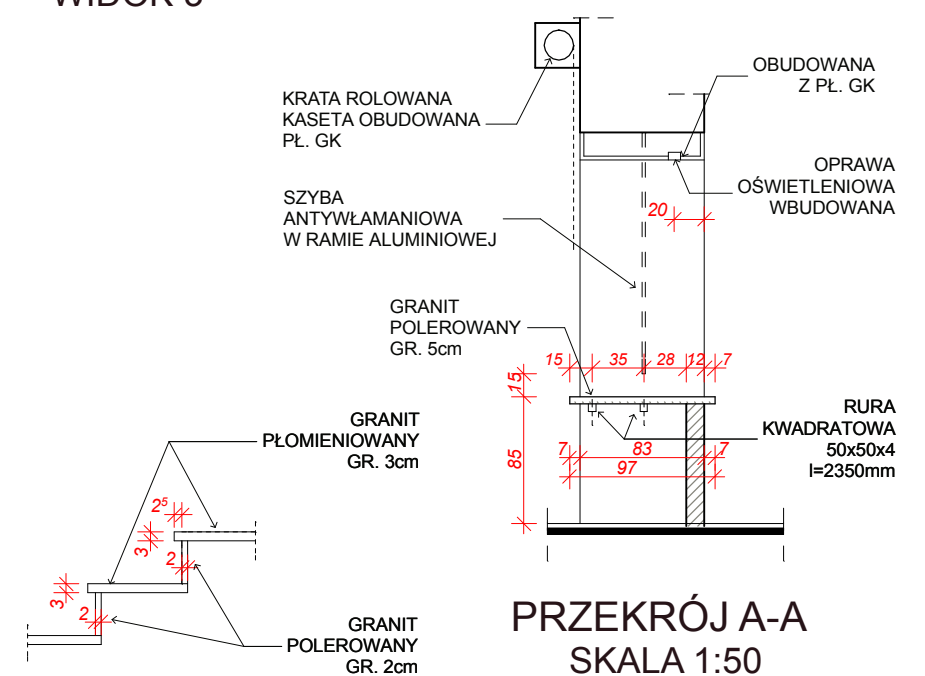 KRATA ROLOWANA
KASETA OBUDOWANA
PŁ. GK
OBUDOWANA
Z PŁ. GK
OPRAWA
OŚWIETLENIOWA
WBUDOWANA
20
SZYBA
ANTYWŁAMANIOWA
W RAMIE ALUMINIOWEJ
GRANIT
POLEROWANY
GR. 5cm
15 35 28 12 7
15
85
7 83 7
97
RURA
KWADRATOWA
50x50x4
l=2350mm
GRANIT
PŁOMIENIOWANY
GR. 3cm
2⁵
3
2
3
2
GRANIT
POLEROWANY
GR. 2cm
PRZEKRÓJ A-A
SKALA 1:50